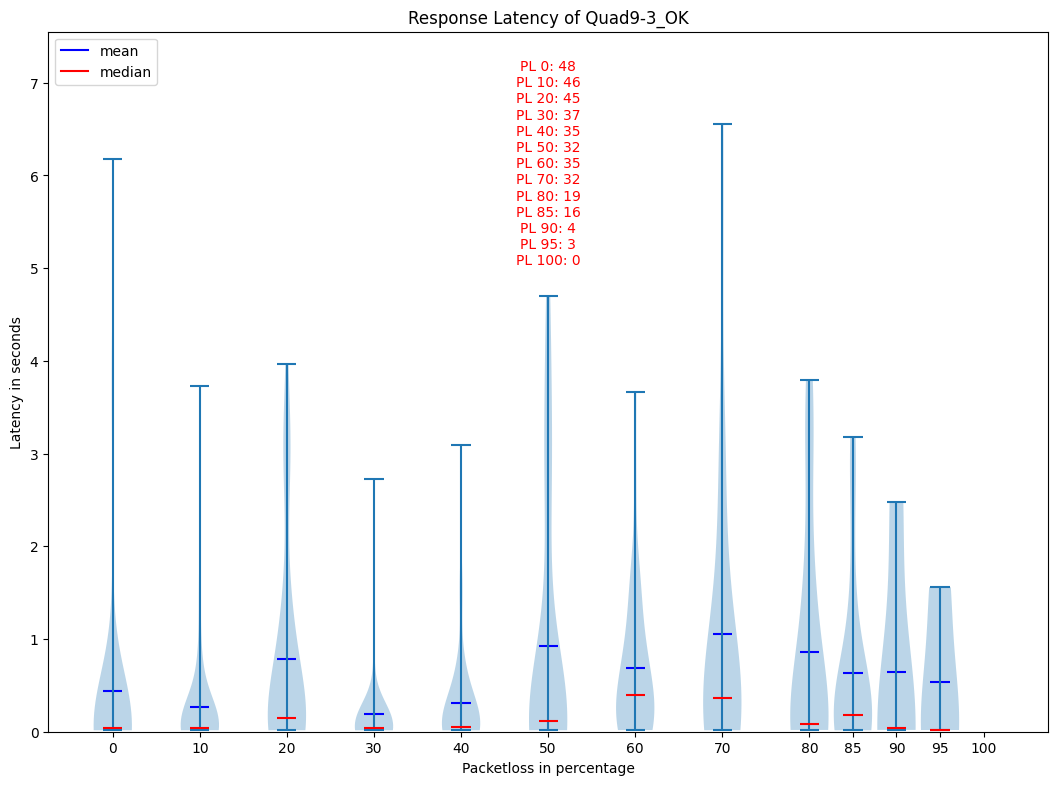 Response Latency of Quad9-3_OK
mean
median
PL 0: 48
PL 10: 46
PL 20: 45
PL 30: 37
PL 40: 35
PL 50: 32
PL 60: 35
PL 70: 32
PL 80: 19
PL 85: 16
PL 90: 4
PL 95: 3
PL 100: 0
7
6
5
4
3
2
1
0
Latency in seconds
0 10 20 30 40 50 60 70 80 85 90 95 100
Packetloss in percentage